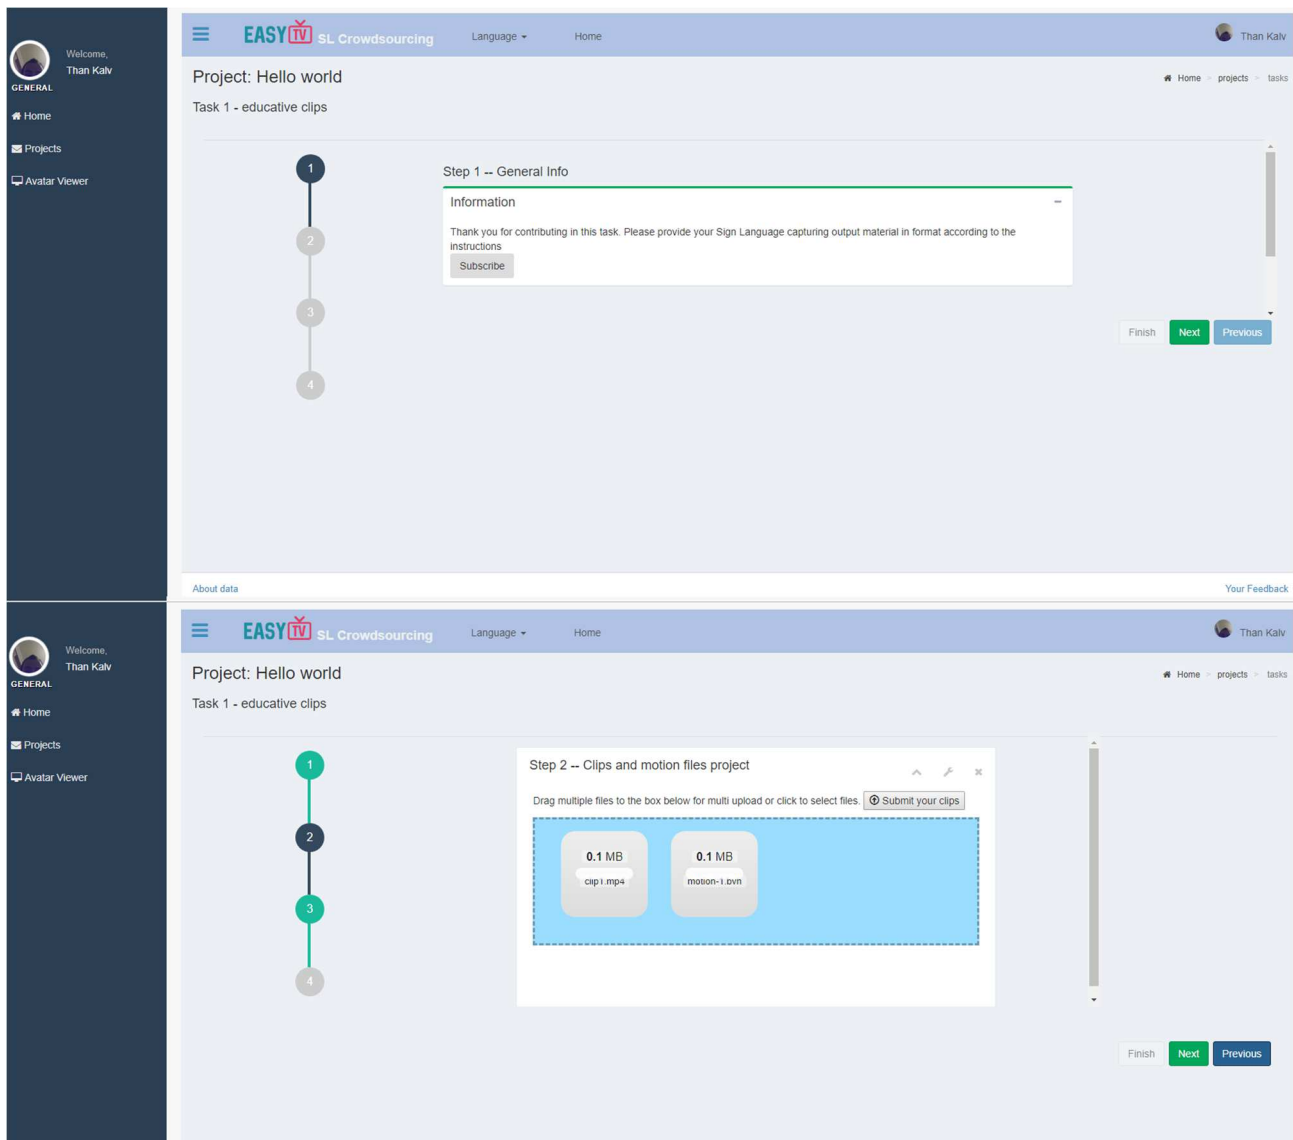 Welcome,
Than Kalv
GENERAL
Home
Projects
Avatar Viewer
EASY TV SL Crowdsourcing
Language
Home
Than Kalv
Project: Hello world
Home > projects > tasks
Task 1 - educative clips
1
2
3
4
Step 1 -- General Info
Information
Thank you for contributing in this task. Please provide your Sign Language capturing output material in format according to the
instructions
Subscribe
Finish
Next
Previous
About data
Your Feedback
Welcome,
Than Kalv
GENERAL
Home
Projects
Avatar Viewer
EASY TV SL Crowdsourcing
Language
Home
Than Kalv
Project: Hello world
Home > projects > tasks
Task 1 - educative clips
1
2
3
4
Step 2 -- Clips and motion files project
Drag multiple files to the box below for multi upload or click to select files. Submit your clips
0.1 MB
clip1.mp4
0.1 MB
motion-1.bvh
Finish
Next
Previous